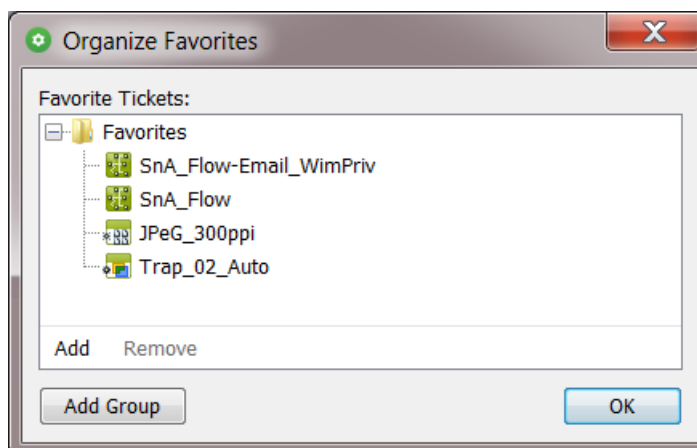 Organize Favorites
Favorite Tickets:
Favorites
SnA_Flow-Email_WimPriv
SnA_Flow
JPeG_300ppi
Trap_02_Auto
Add Remove
Add Group OK